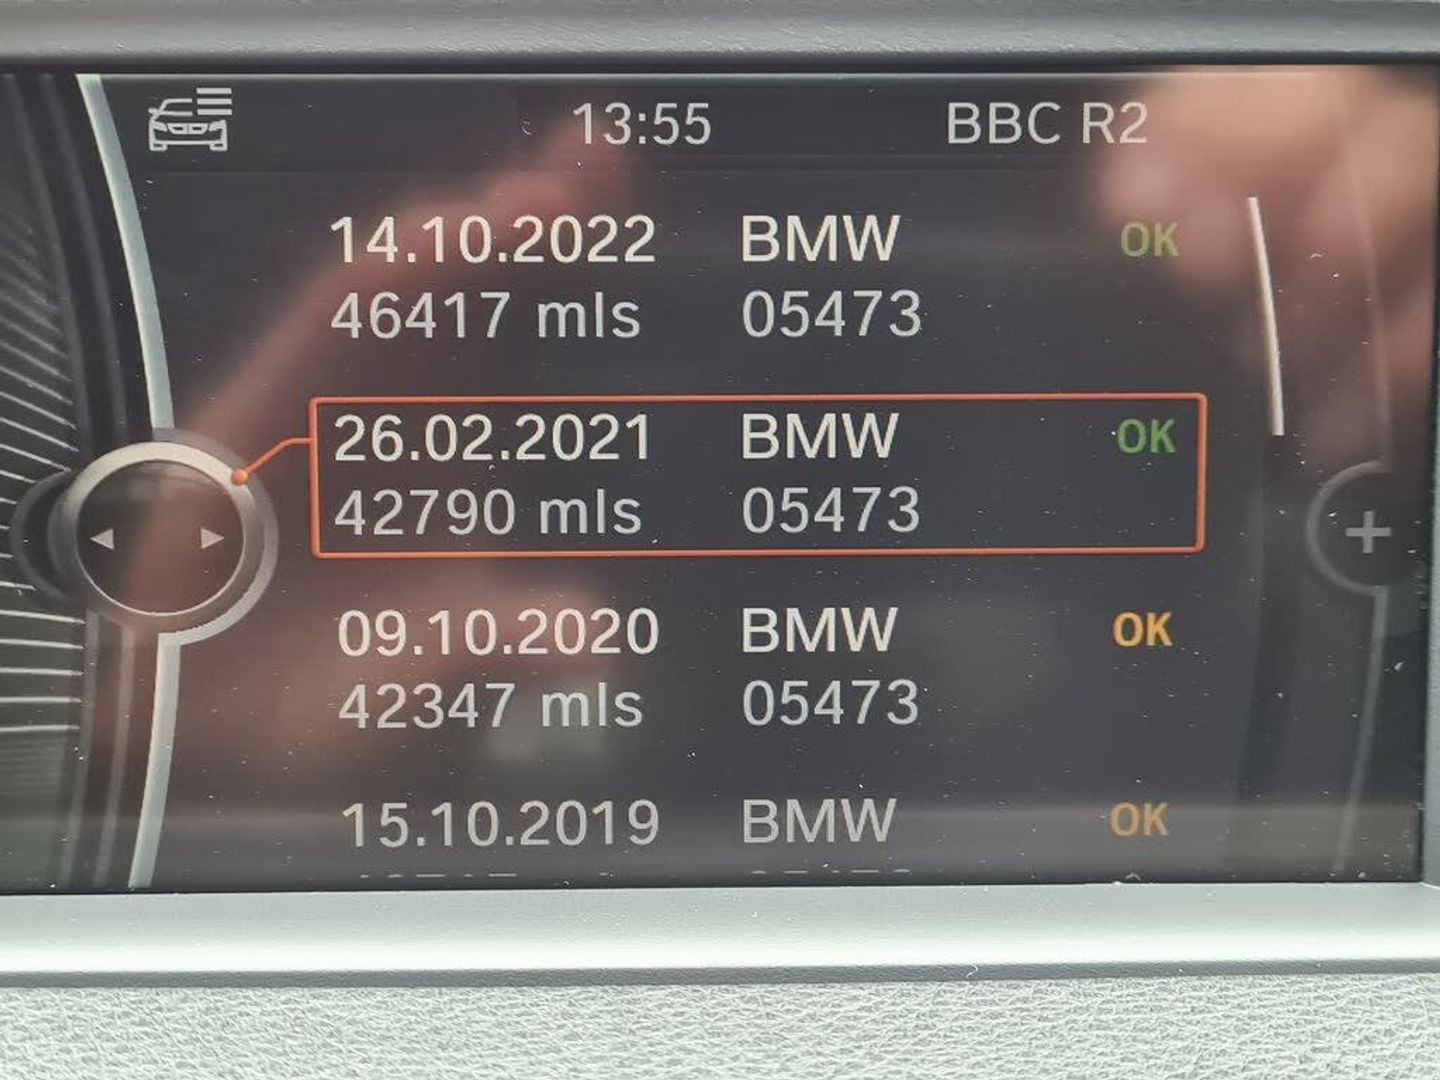 13:55 BBC R2
14.10.2022 BMW OK
46417 mls 05473
26.02.2021 BMW OK
42790 mls 05473
09.10.2020 BMW OK
42347 mls 05473
15.10.2019 BMW OK